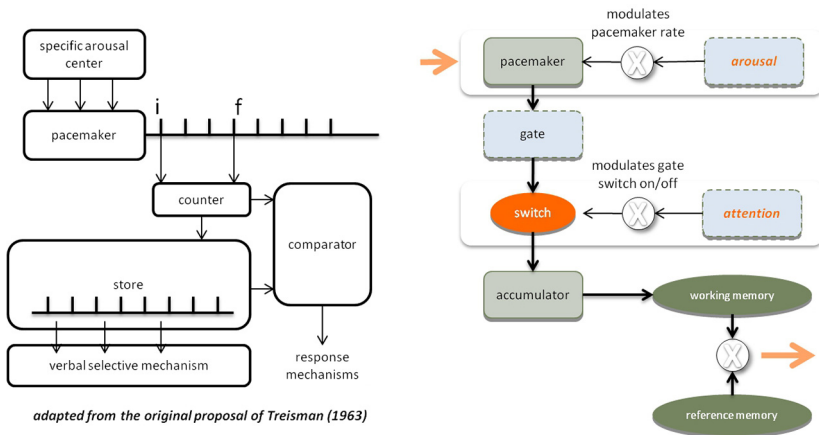 specific arousal
center
pacemaker
i
f
counter
comparator
store
verbal selective mechanism
response
mechanisms
adapted from the original proposal of Treisman (1963)
modulates
pacemaker rate
pacemaker
X
arousal
gate
modulates gate
switch on/off
switch
X
attention
accumulator
working memory
X
reference memory